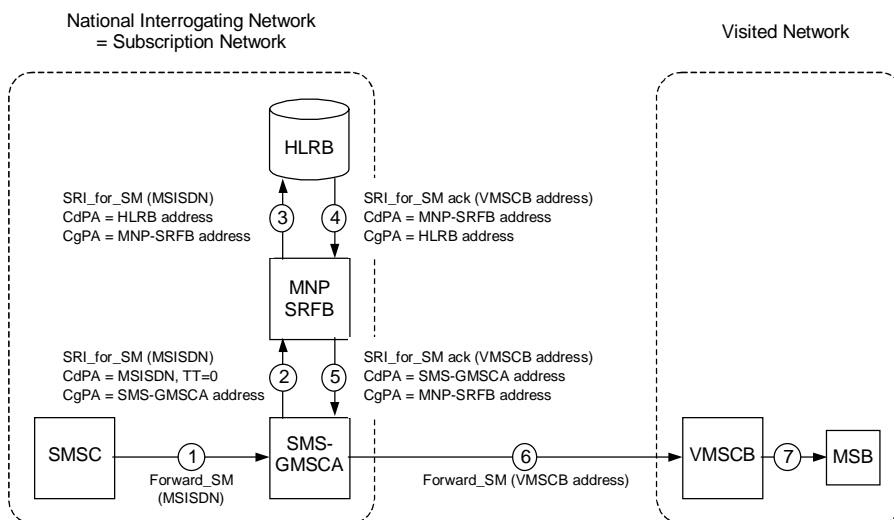 National Interrogating Network
= Subscription Network
Visited Network
HLRB
SRI_for_SM (MSISDN)
CdPA = HLRB address
CgPA = MNP-SRFB address
3
4
SRI_for_SM ack (VMSCB address)
CdPA = MNP-SRFB address
CgPA = HLRB address
MNP
SRFB
SRI_for_SM (MSISDN)
CdPA = MSISDN, TT=0
CgPA = SMS-GMSCA address
2
5
SRI_for_SM ack (VMSCB address)
CdPA = SMS-GMSCA address
CgPA = MNP-SRFB address
SMSC
1
Forward_SM
(MSISDN)
SMS-
GMSCA
6
Forward_SM (VMSCB address)
VMSCB
7
MSB